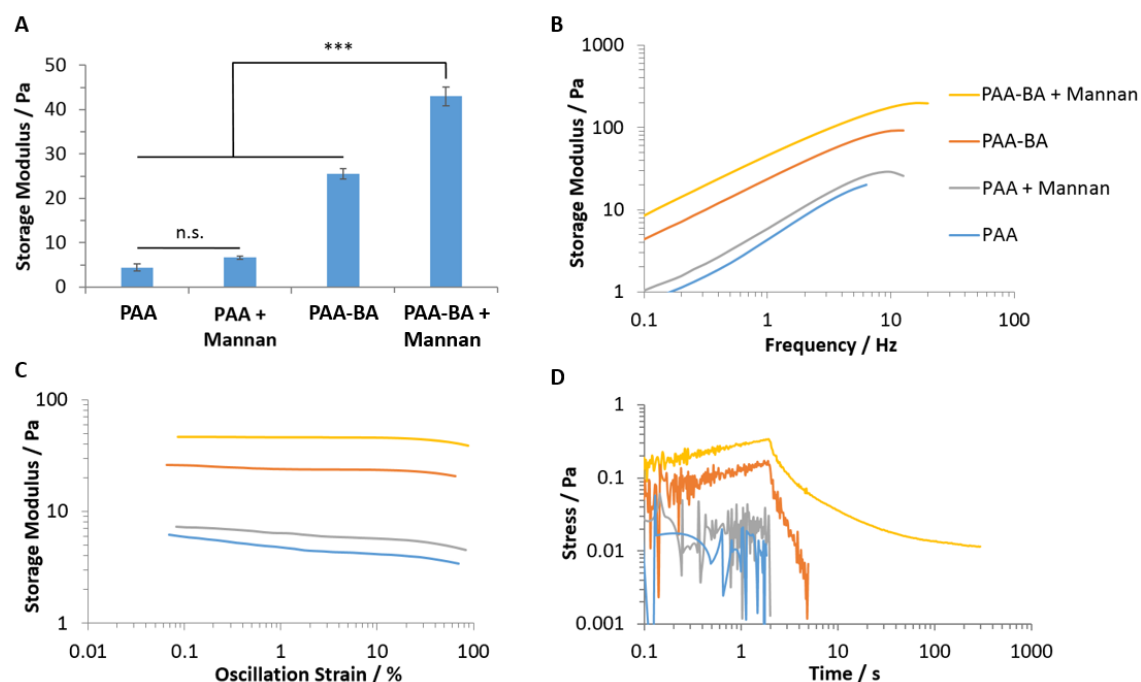 A
Storage Modulus / Pa
50
40
30
20
10
0
***
n.s.
PAA
PAA +
Mannan
PAA-BA
PAA-BA +
Mannan
B
Storage Modulus / Pa
1000
100
10
1
0.1
1
10
100
Frequency / Hz
PAA-BA + Mannan
PAA-BA
PAA + Mannan
PAA
C
Storage Modulus / Pa
100
10
1
0.01
0.1
1
10
100
Oscillation Strain / %
D
Stress / Pa
1
0.1
0.01
0.001
0.1
1
10
100
1000
Time / s